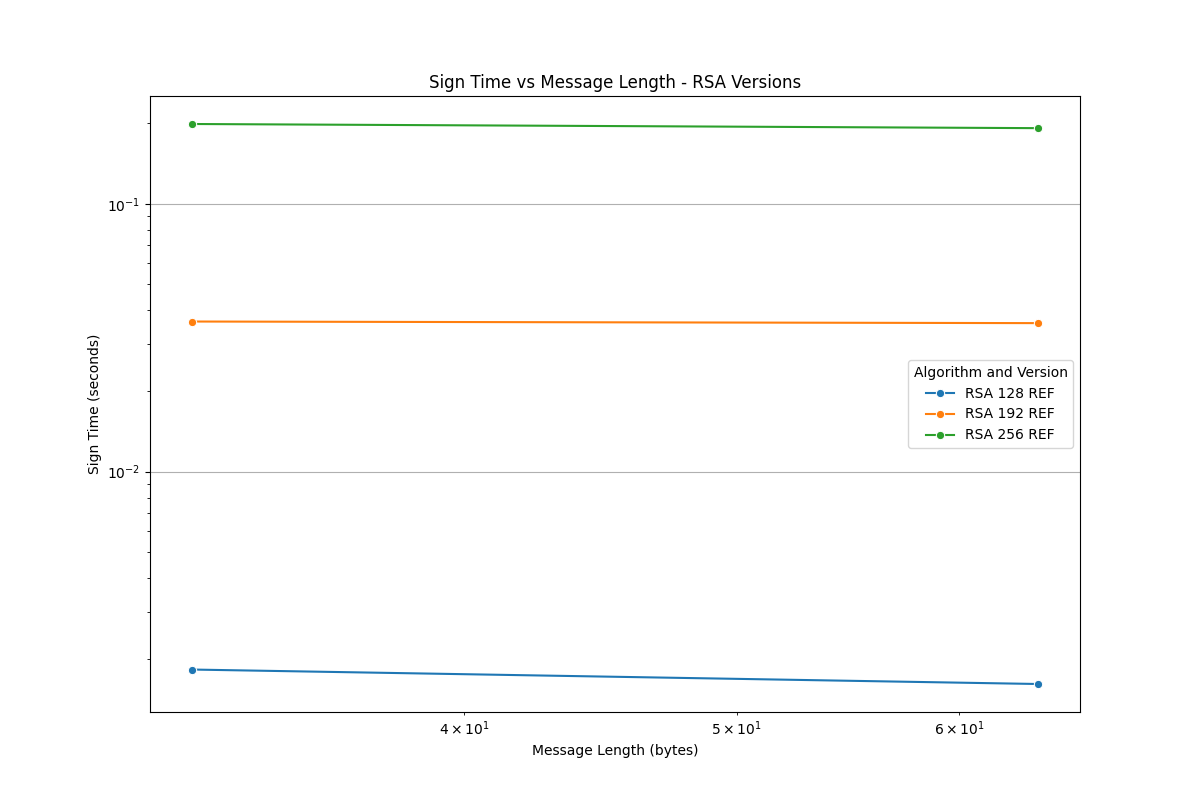 Sign Time vs Message Length - RSA Versions
Sign Time (seconds)
10⁻¹
10⁻²
Algorithm and Version
RSA 128 REF
RSA 192 REF
RSA 256 REF
4 × 10¹
5 × 10¹
6 × 10¹
Message Length (bytes)